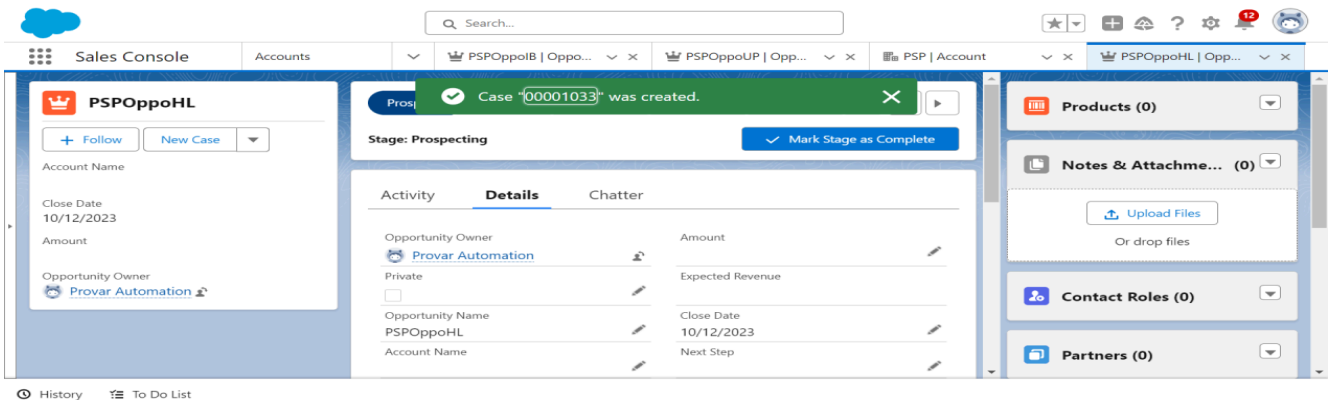 Search...
12
Sales Console
Accounts
PSPOppoIB | Oppo...
PSPOppoUP | Opp...
PSP | Account
PSPOppoHL | Opp...
PSPOppoHL
Follow
New Case
Account Name
Close Date
10/12/2023
Amount
Opportunity Owner
Provar Automation
Pros
Case "00001033" was created.
Stage: Prospecting
Mark Stage as Complete
Activity
Details
Chatter
Opportunity Owner
Provar Automation
Amount
Private
Expected Revenue
Opportunity Name
PSPOppoHL
Close Date
10/12/2023
Account Name
Next Step
Products (0)
Notes & Attachme... (0)
Upload Files
Or drop files
Contact Roles (0)
Partners (0)
History
To Do List